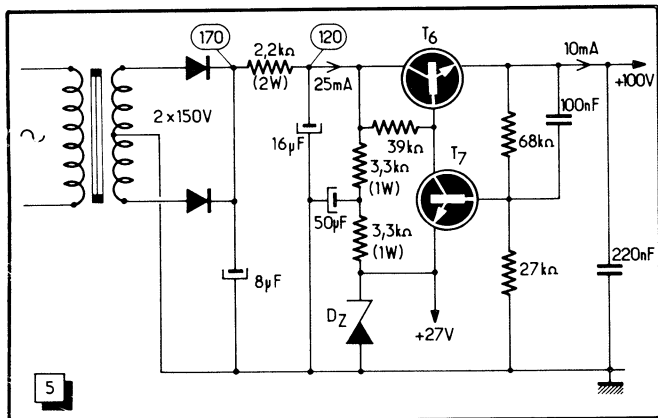 170
2,2kΩ
(2W)
120
25mA
T6
10mA
+100V
2 x 150V
16µF
39kΩ
T7
68kΩ
100nF
3,3kΩ
(1W)
50µF
3,3kΩ
(1W)
8µF
27kΩ
220nF
DZ
+27V
5